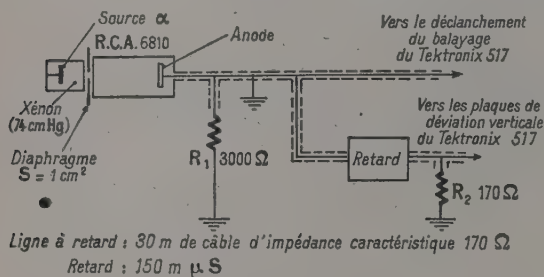 Source α
R.C.A. 6810
Anode
Vers le déclanchement
du balayage
du Tektronix 517
Xénon
(74 cm Hg)
Vers les plaques de
déviation verticale
du Tektronix 517
Diaphragme
S = 1 cm²
R₁ 3000 Ω
Retard
R₂ 170 Ω
Ligne à retard : 30 m de câble d'impédance caractéristique 170 Ω
Retard : 150 m μ S